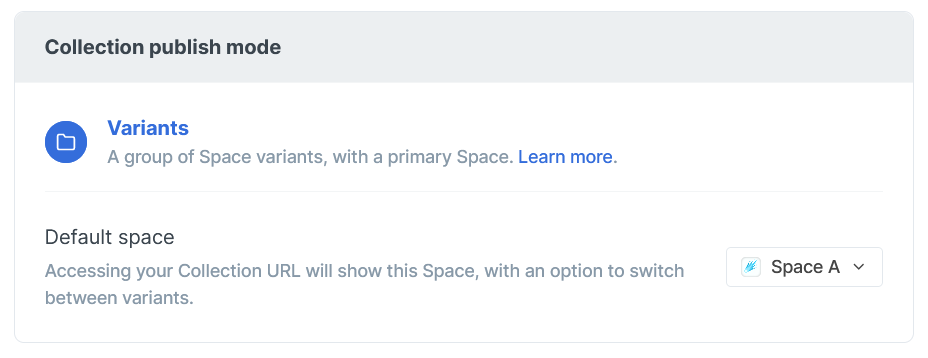 Collection publish mode
Variants
A group of Space variants, with a primary Space. Learn more.
Default space
Accessing your Collection URL will show this Space, with an option to switch
between variants.
Space A